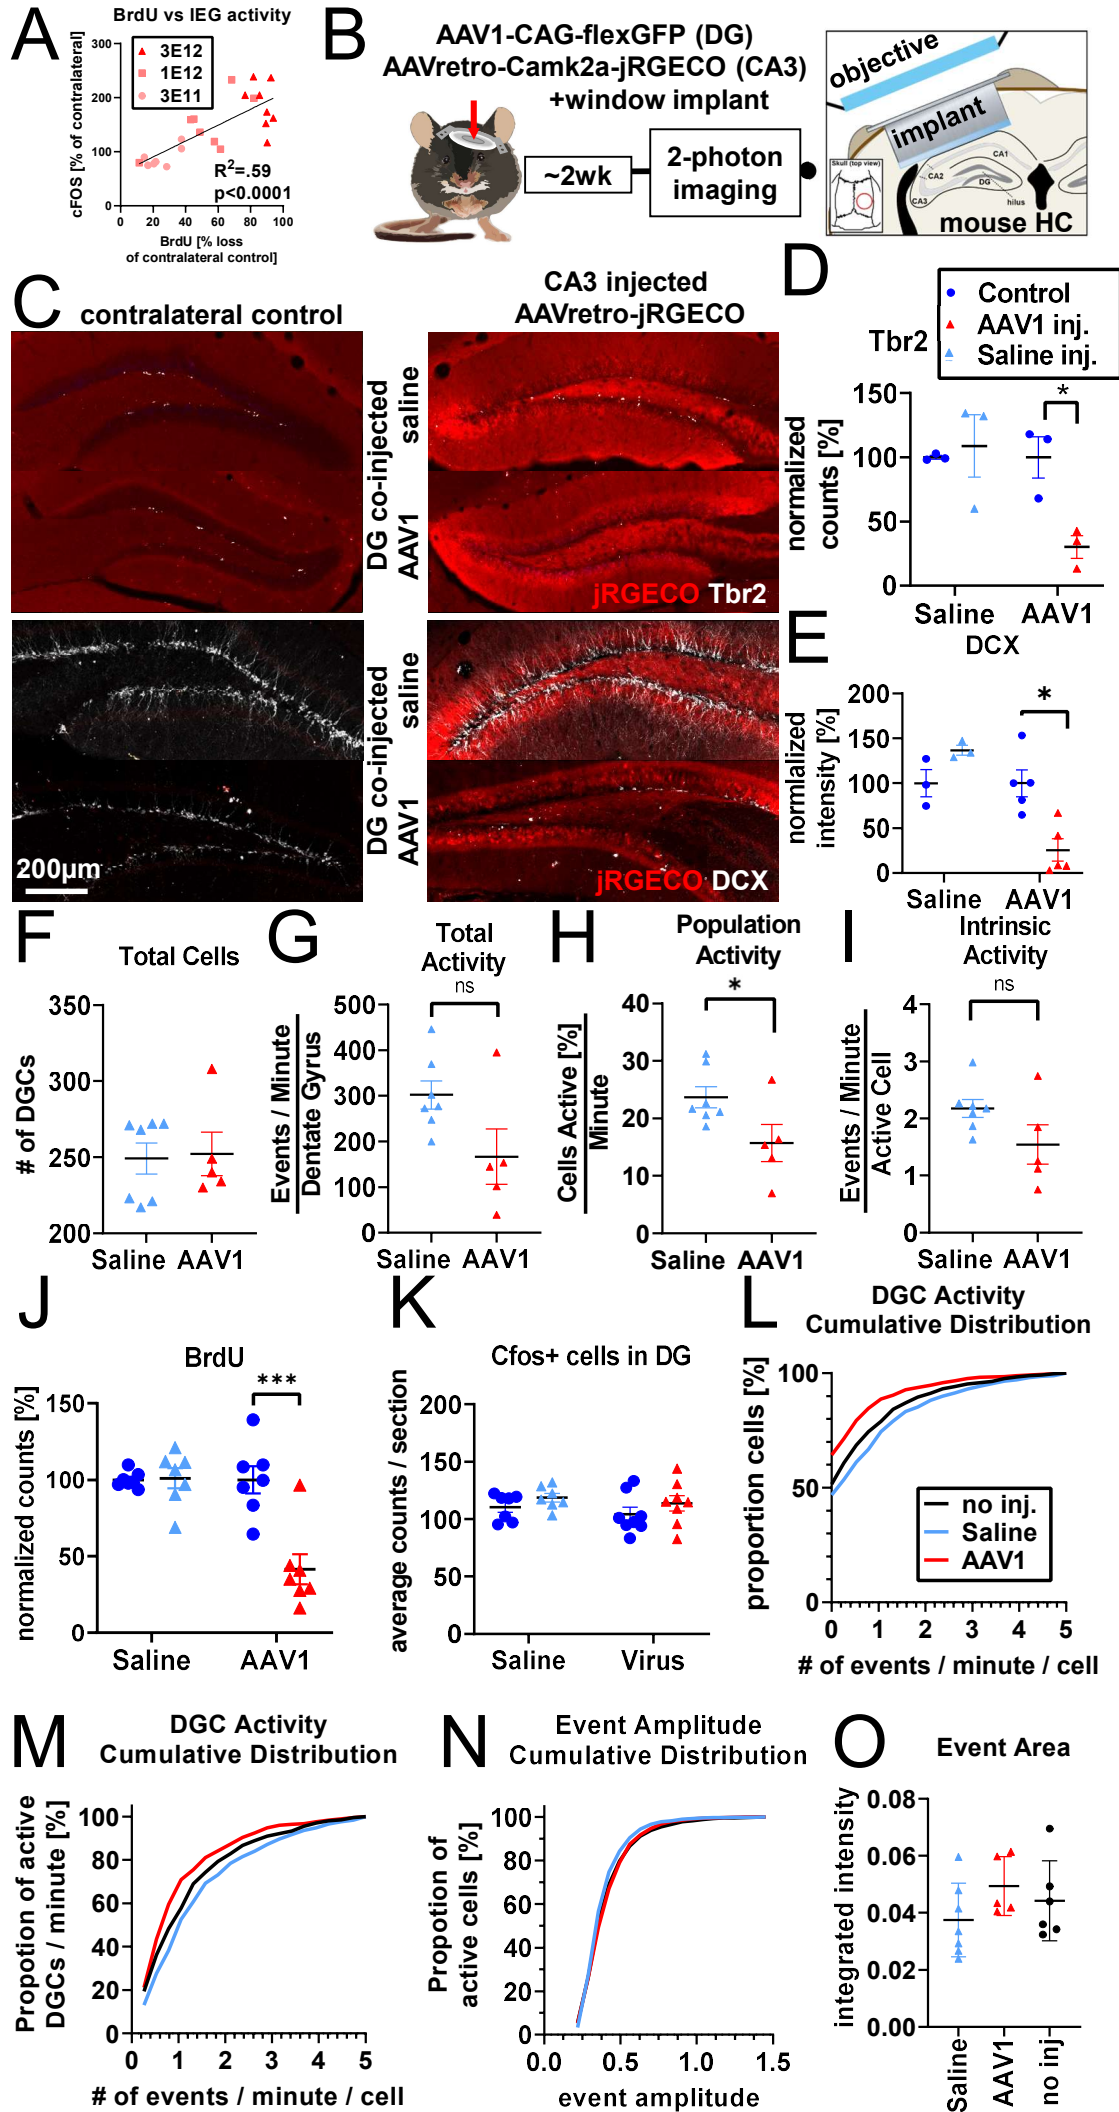 A
BrdU vs IEG activity
cFOS [% of contralateral]
300
200
100
0
3E12
1E12
3E11
R²=.59
p<0.0001
0 20 40 60 80 100
BrdU [% loss
of contralateral control]
B
AAV1-CAG-flexGFP (DG)
AAVretro-Camk2a-jRGECO (CA3)
+window implant
~2wk
2-photon
imaging
objective
implant
Skull (top view)
CA1
CA2
CA3
DG
hilus
mouse HC
C
contralateral control
CA3 injected
AAVretro-jRGECO
DG co-injected
AAV1 saline
jRGECO Tbr2
DG co-injected
AAV1 saline
200µm
jRGECO DCX
D
Control
AAV1 inj.
Saline inj.
Tbr2
normalized
counts [%]
150
100
50
0
*
Saline AAV1
E
DCX
normlalized
intensity [%]
200
150
100
50
0
*
Saline AAV1
F
Total Cells
# of DGCs
350
300
250
200
Saline AAV1
G
Total
Activity
ns
Events / Minute
Dentate Gyrus
500
400
300
200
100
0
Saline AAV1
H
Population
Activity
*
Cells Active [%]
Minute
40
30
20
10
0
Saline AAV1
I
Intrinsic
Activity
ns
Events / Minute
Active Cell
4
3
2
1
0
Saline AAV1
J
BrdU
normalized counts [%]
150
100
50
0
***
Saline AAV1
K
Cfos+ cells in DG
average counts / section
200
150
100
50
0
Saline Virus
L
DGC Activity
Cumulative Distribution
proportion cells [%]
100
50
0
no inj.
Saline
AAV1
0 1 2 3 4 5
# of events / minute / cell
M
DGC Activity
Cumulative Distribution
Propotion of active
DGCs / minute [%]
100
80
60
40
20
0
0 1 2 3 4 5
# of events / minute / cell
N
Event Amplitude
Cumulative Distribution
Propotion of
active cells [%]
100
80
60
40
20
0
0.0 0.5 1.0 1.5
event amplitude
O
Event Area
integrated intensity
0.08
0.06
0.04
0.02
0.00
Saline
AAV1
no inj